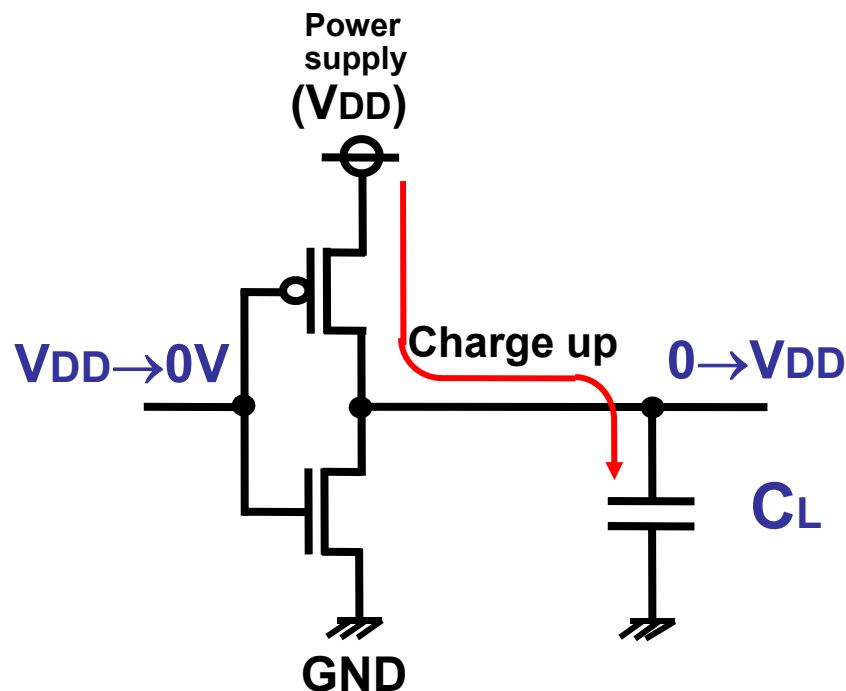 Power
supply
(VDD)
VDD→0V
Charge up
0→VDD
CL
GND